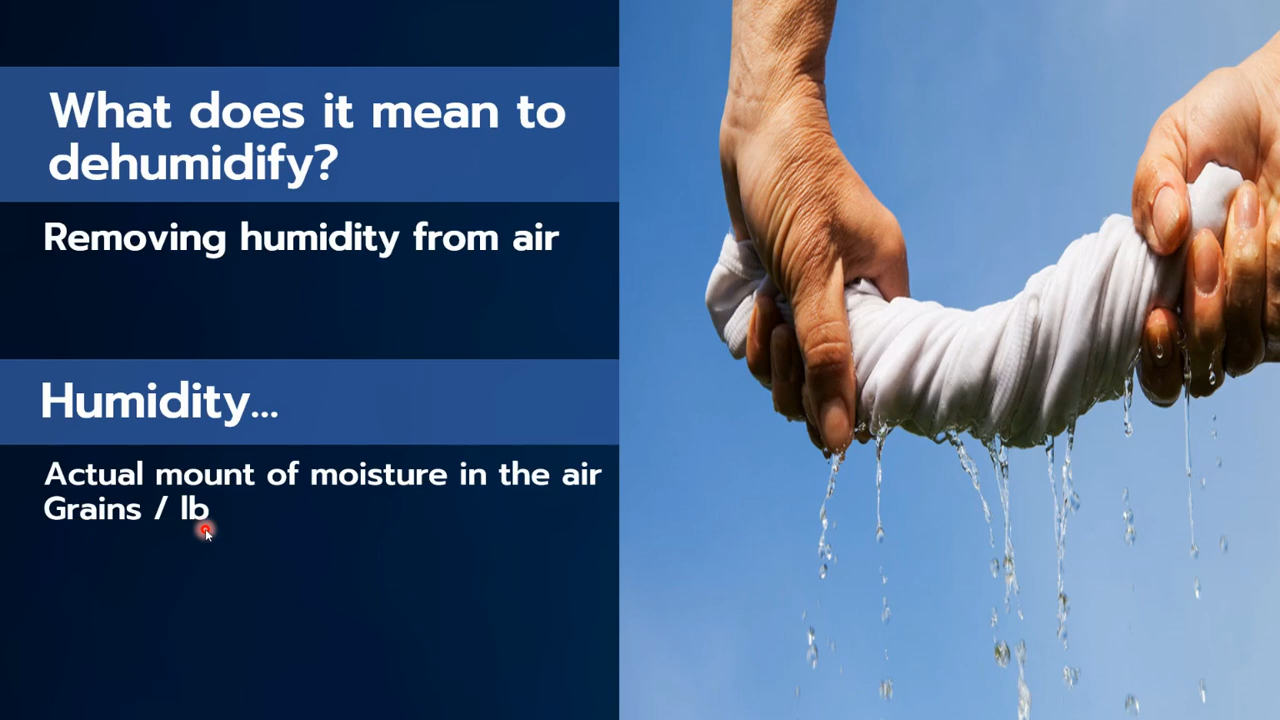 What does it mean to
dehumidify?
Removing humidity from air
Humidity...
Actual mount of moisture in the air
Grains / lb